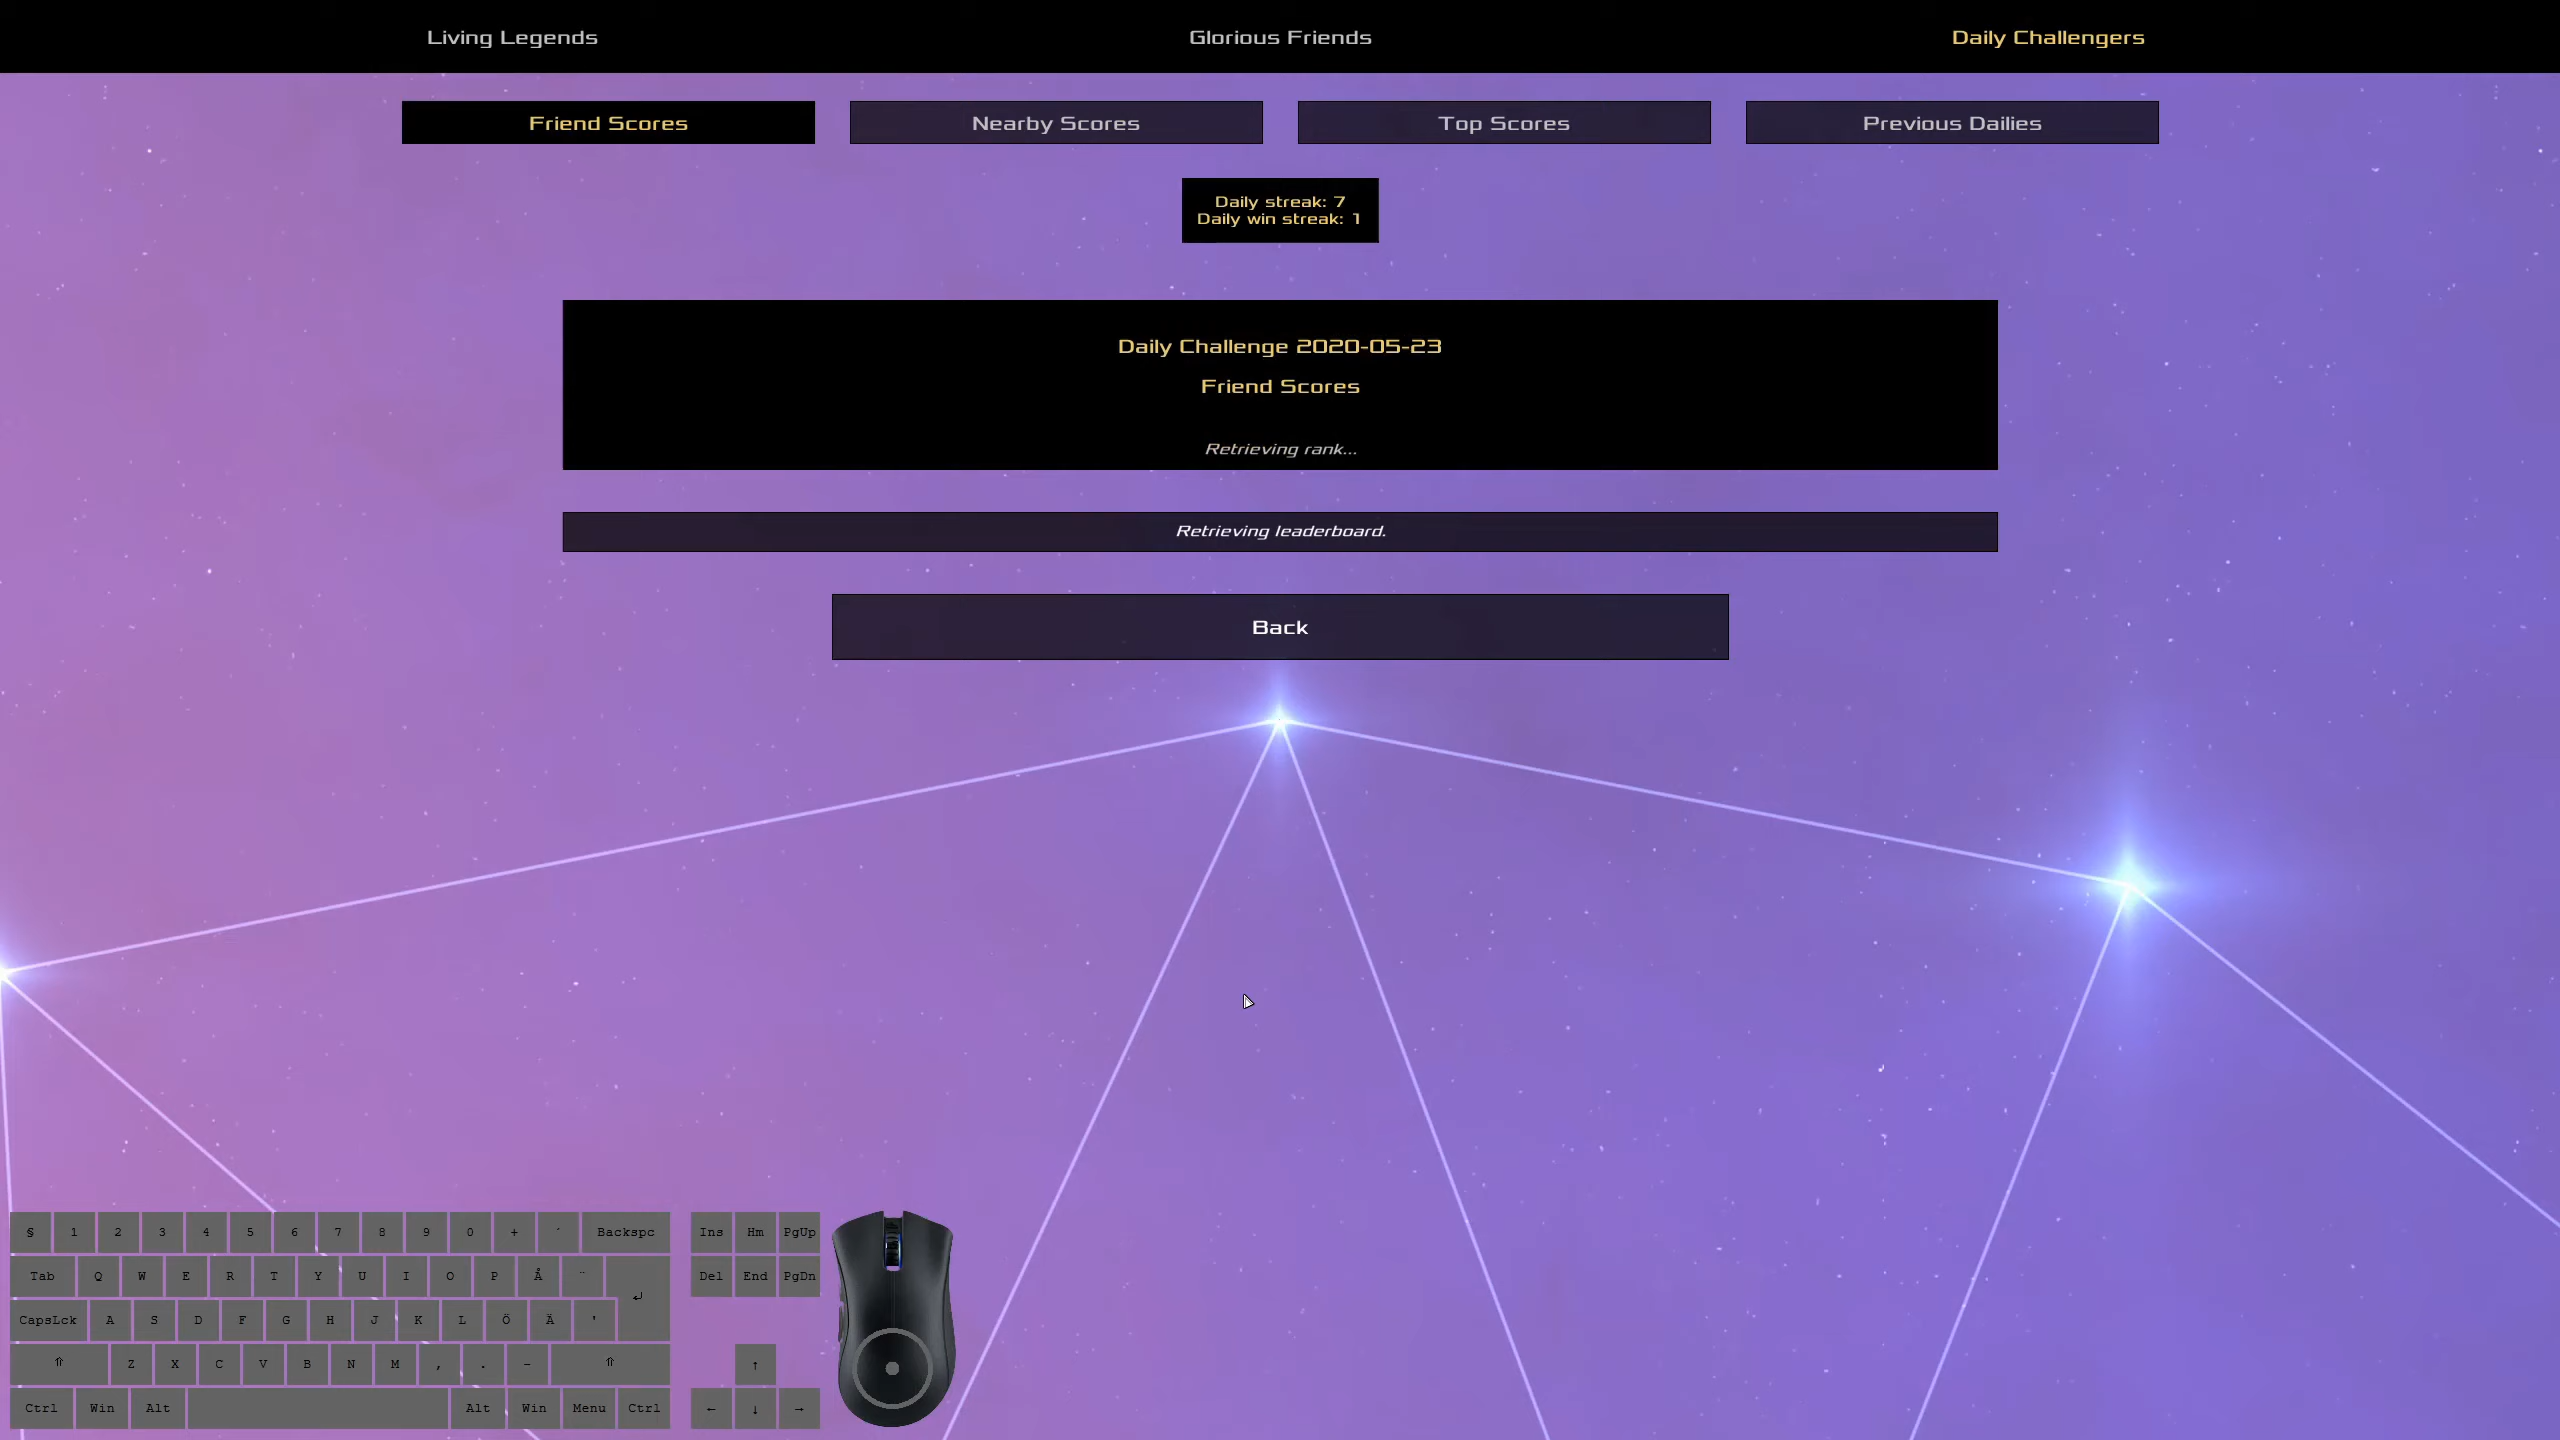 Living Legends
Glorious Friends
Daily Challengers
Friend Scores
Nearby Scores
Top Scores
Previous Dailies
Daily streak: 7
Daily win streak: 1
Daily Challenge 2020-05-23
Friend Scores
Retrieving rank...
Retrieving leaderboard.
Back
§ 1 2 3 4 5 6 7 8 9 0 + ´ Backspc
Ins Hm PgUp
Tab Q W E R T Y U I O P Å ¨
Del End PgDn
CapsLck A S D F G H J K L Ö Ä ' ↵
⇧ Z X C V B N M , . - ⇧
↑
Ctrl Win Alt Alt Win Menu Ctrl
← ↓ →